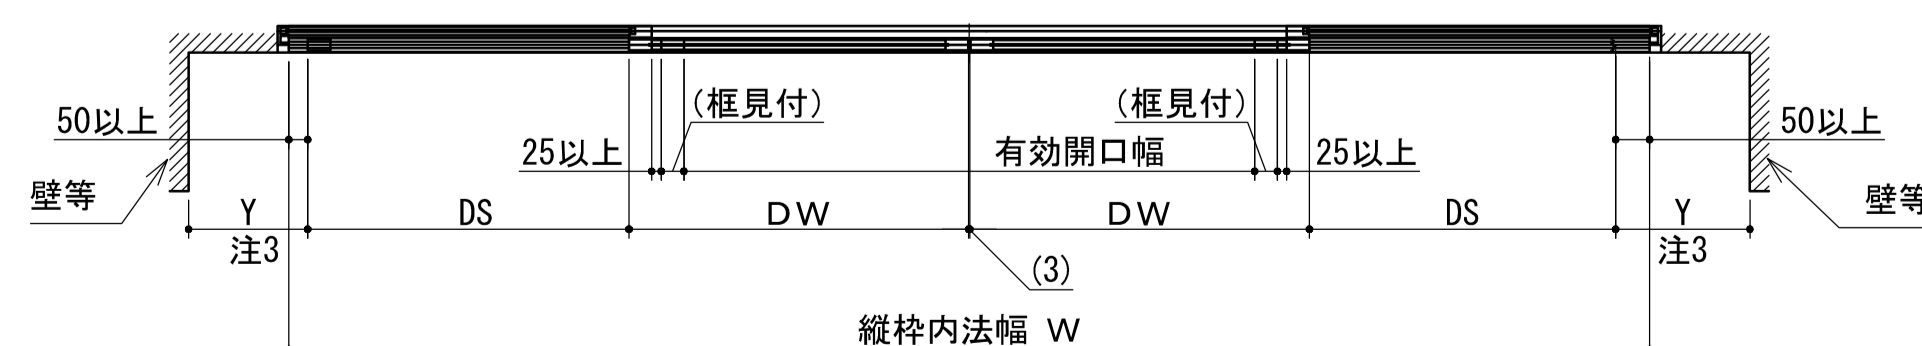 (框見付)
(框見付)
50以上
50以上
25以上
有効開口幅
25以上
壁等
壁等
Y
DS
DW
DW
DS
Y
注3
注3
(3)
縦枠内法幅 W